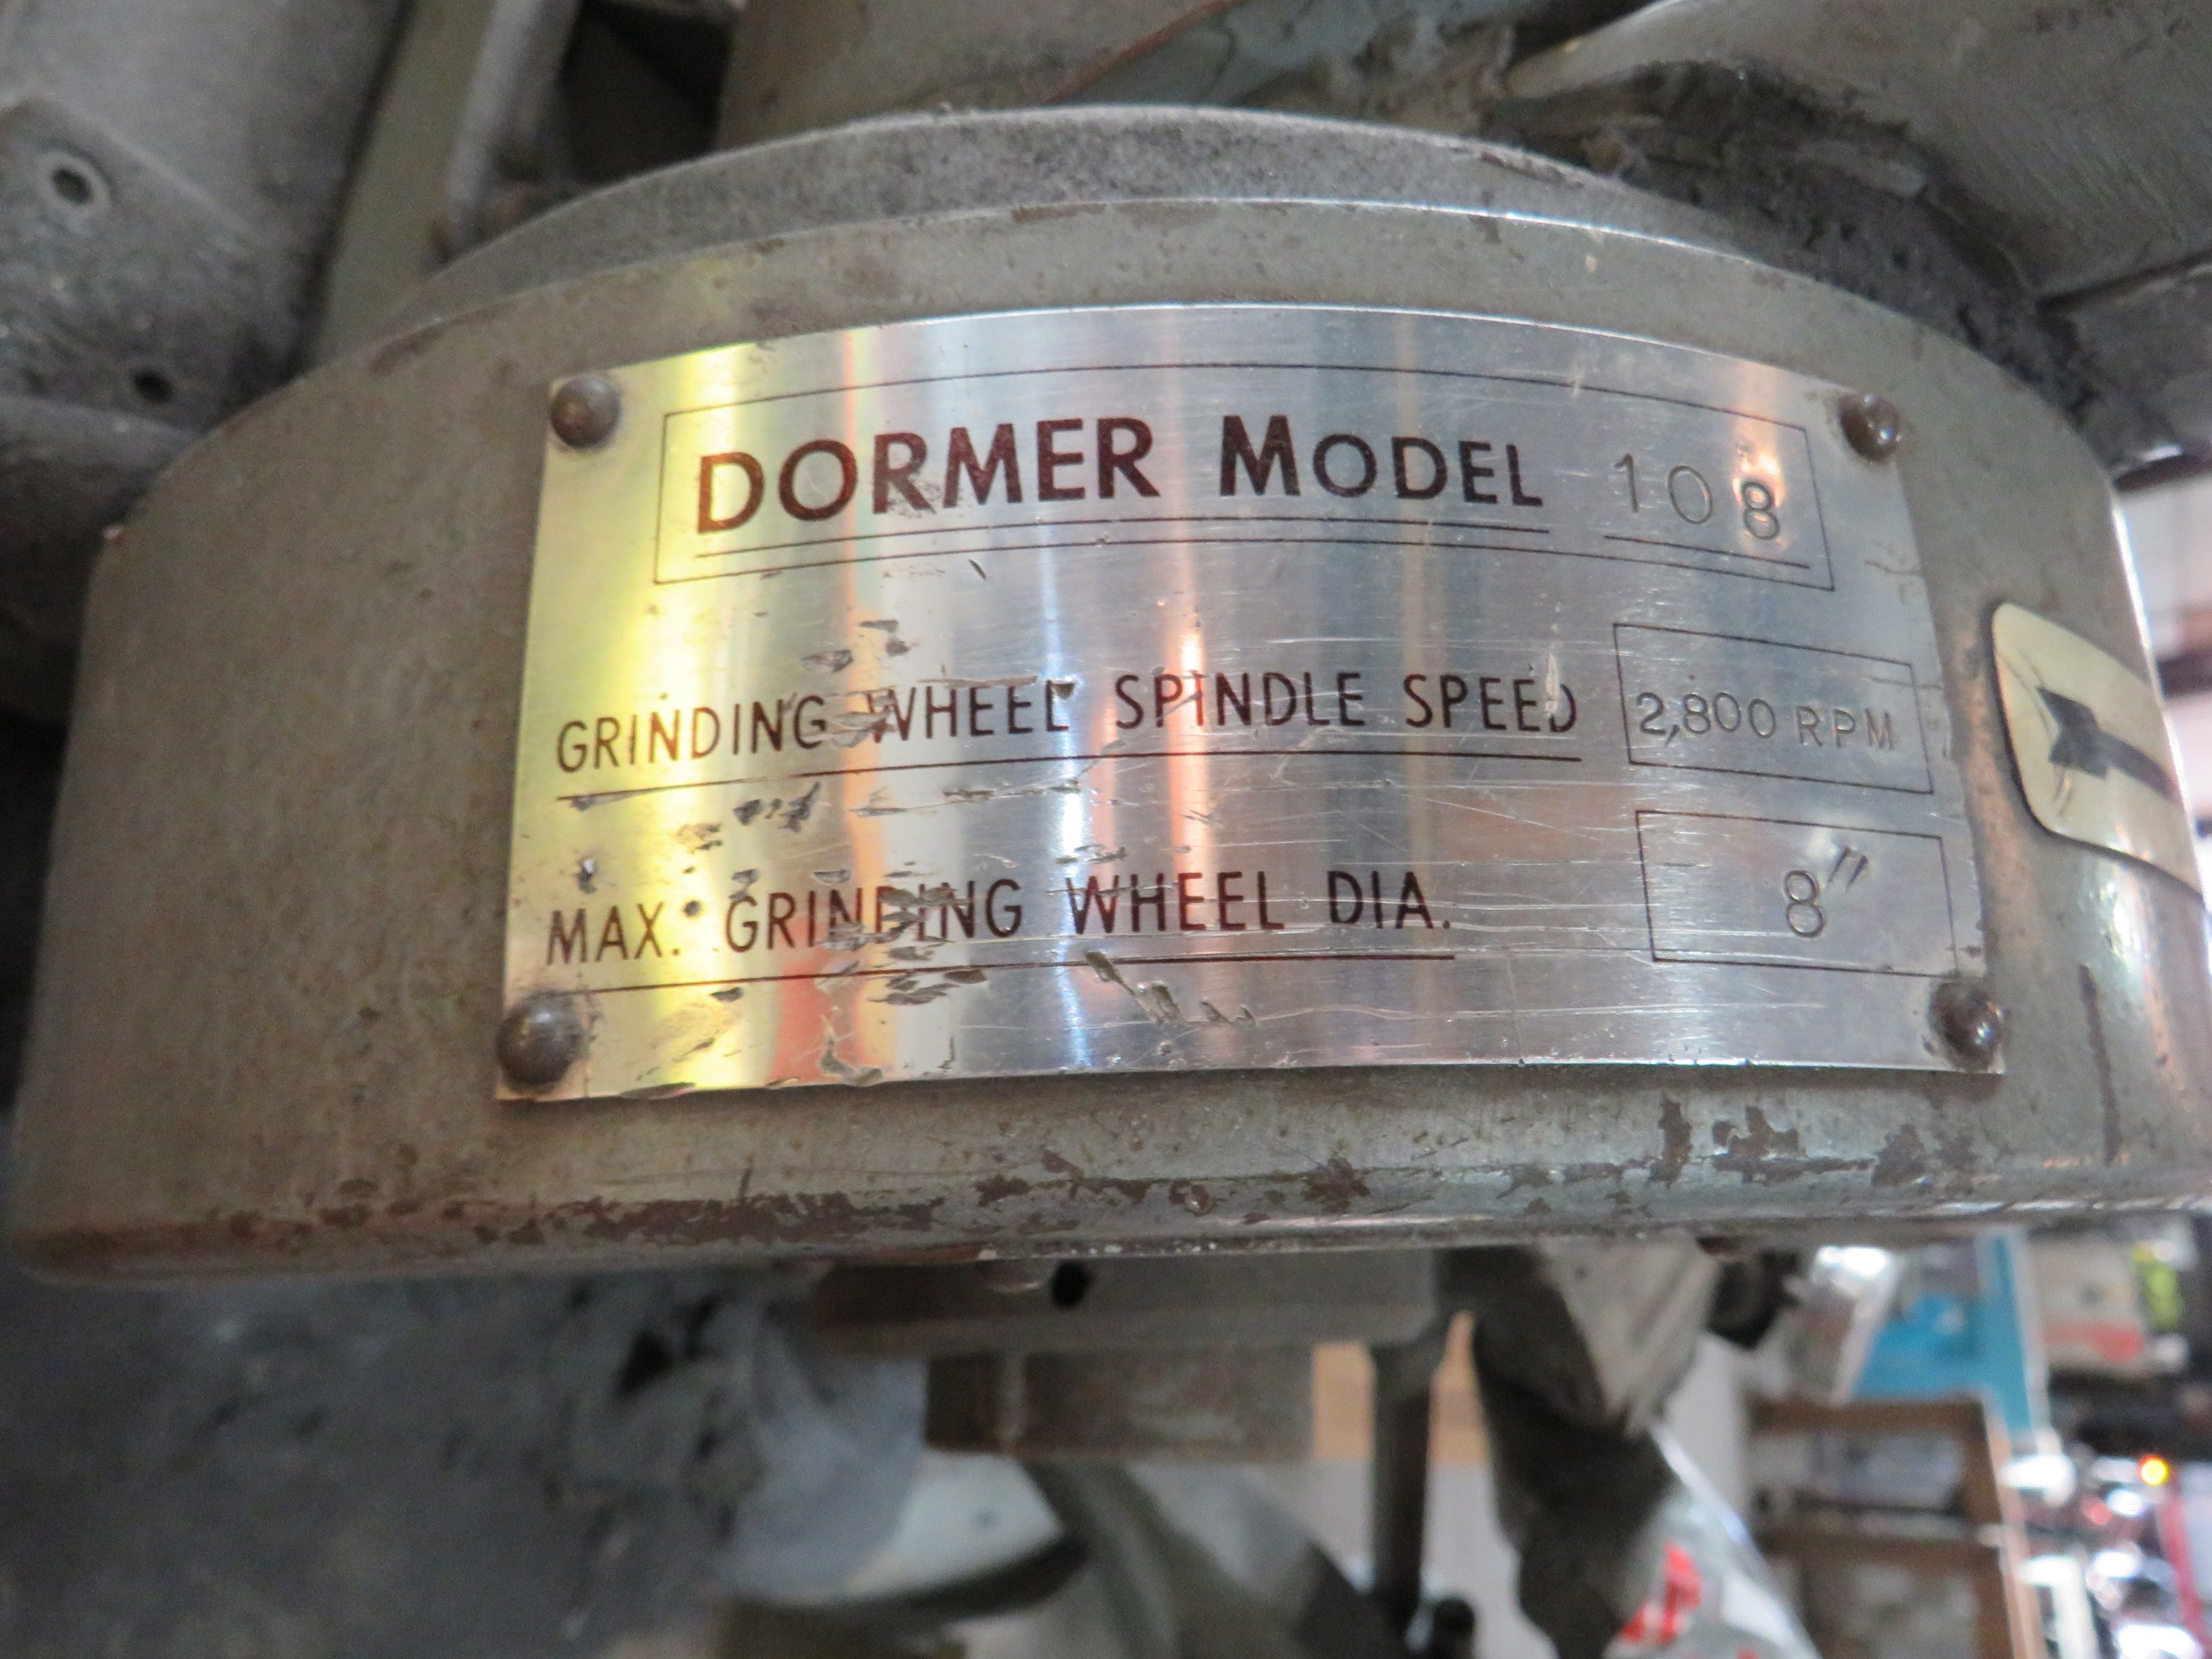 DORMER MODEL 108
GRINDING WHEEL SPINDLE SPEED 2,800 RPM
MAX. GRINDING WHEEL DIA. 8"